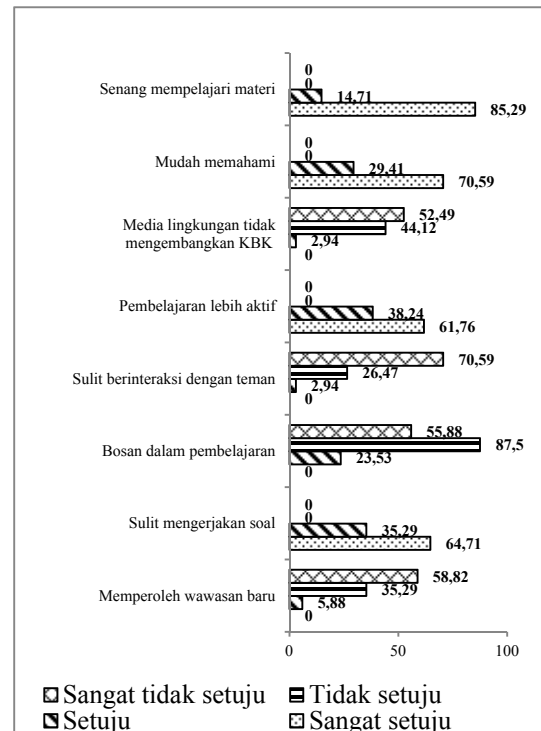 0
0
Senang mempelajari materi
14,71
85,29
0
0
Mudah memahami
29,41
70,59
52,49
Media lingkungan tidak
mengembangkan KBK
44,12
2,94
0
0
0
Pembelajaran lebih aktif
38,24
61,76
70,59
Sulit berinteraksi dengan teman
26,47
2,94
0
55,88
Bosan dalam pembelajaran
87,5
23,53
0
0
0
Sulit mengerjakan soal
35,29
64,71
58,82
Memperoleh wawasan baru
35,29
5,88
0
0 50 100
Sangat tidak setuju Tidak setuju
Setuju Sangat setuju